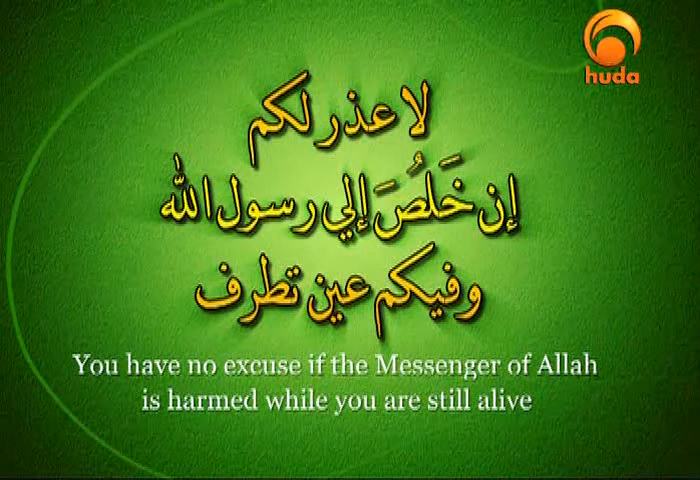 huda
لا عذر لكم
إن خَلُصَ إلي رسول الله
وفيكم عين تطرف
You have no excuse if the Messenger of Allah
is harmed while you are still alive